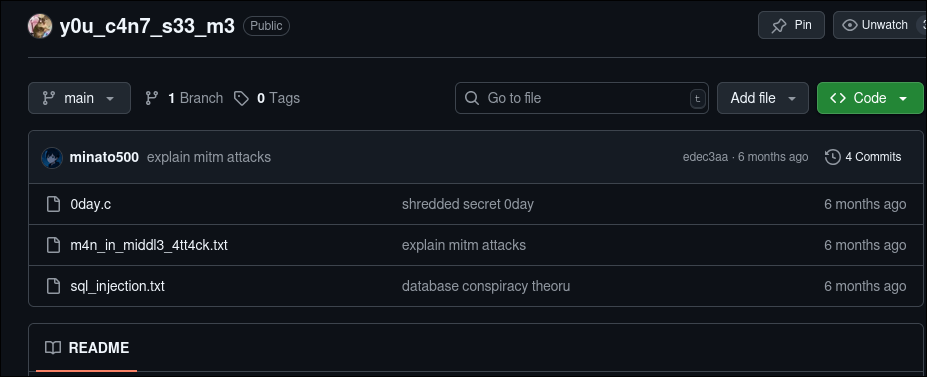 y0u_c4n7_s33_m3 Public Pin Unwatch
main 1 Branch 0 Tags Go to file t Add file Code
minato500 explain mitm attacks edec3aa · 6 months ago 4 Commits
0day.c shredded secret 0day 6 months ago
m4n_in_middl3_4tt4ck.txt explain mitm attacks 6 months ago
sql_injection.txt database conspiracy theoru 6 months ago
README